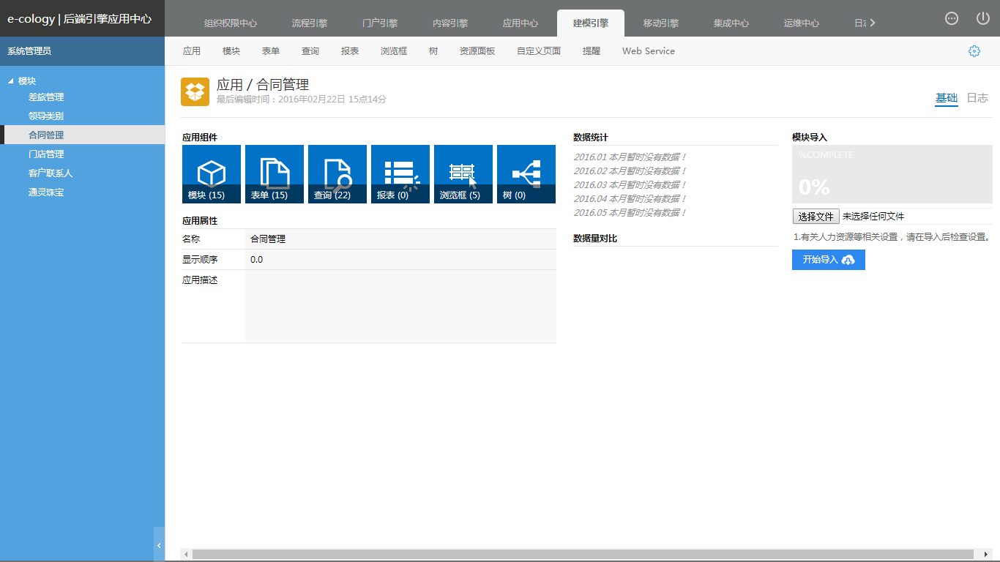 e-cology | 后端引擎应用中心
组织权限中心 流程引擎 门户引擎 内容引擎 应用中心 建模引擎 移动引擎 集成中心 运维中心
系统管理员
应用 模块 表单 查询 报表 浏览框 树 资源面板 自定义页面 提醒 Web Service
模块
差旅管理
领导类别
合同管理
门店管理
客户联系人
通灵珠宝
应用 / 合同管理
最后编辑时间：2016年02月22日 15点14分
基础 日志
应用组件
模块 (15) 表单 (15) 查询 (22) 报表 (0) 浏览框 (5) 树 (0)
应用属性
名称 合同管理
显示顺序 0.0
应用描述
数据统计
2016.01 本月暂时没有数据！
2016.02 本月暂时没有数据！
2016.03 本月暂时没有数据！
2016.04 本月暂时没有数据！
2016.05 本月暂时没有数据！
数据量对比
模块导入
%COMPLETE
0%
选择文件 未选择任何文件
1.有关人力资源等相关设置，请在导入后检查设置。
开始导入